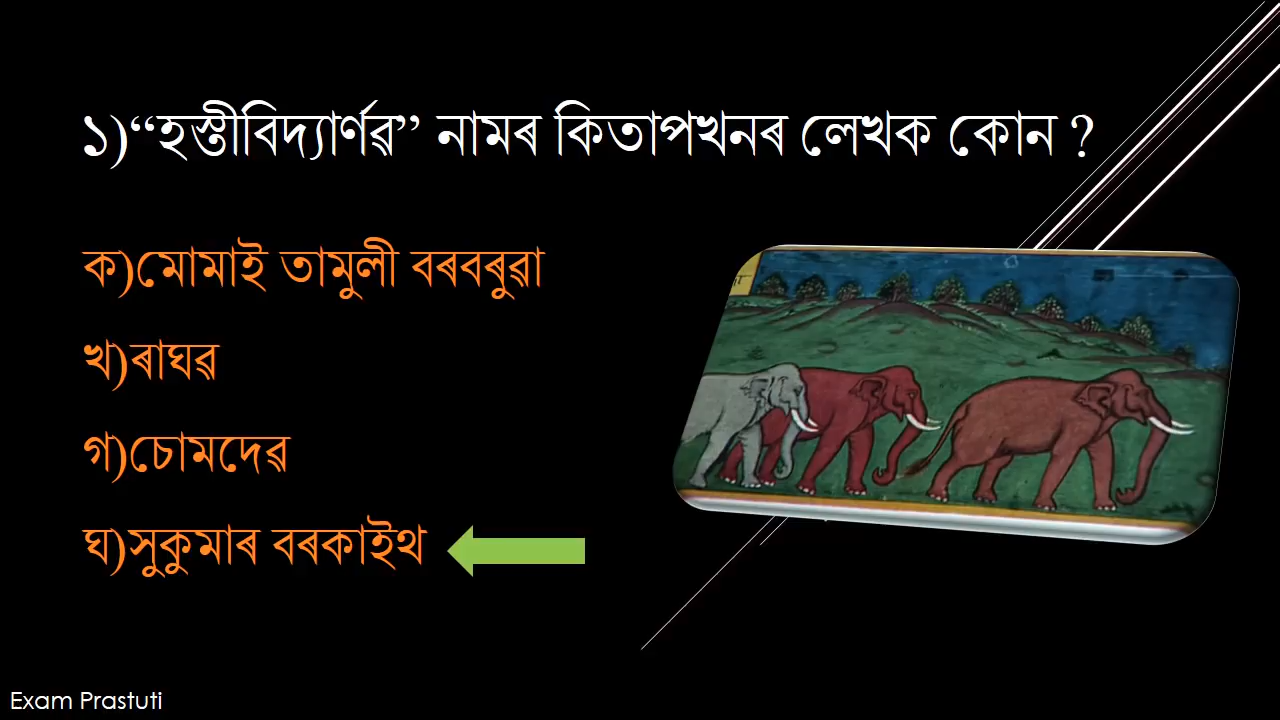 ১)“হস্তীবিদ্যাৰ্ণৱ” নামৰ কিতাপখনৰ লেখক কোন ?
ক)মোমাই তামুলী বৰবৰুৱা
খ)ৰাঘৱ
গ)চোমদেৱ
ঘ)সুকুমাৰ বৰকাইথ
Exam Prastuti